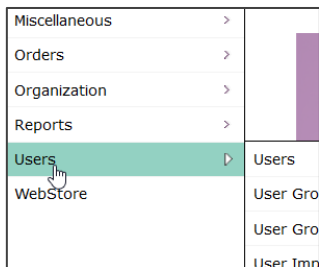 Miscellaneous
Orders
Organization
Reports
Users
WebStore
Users
User Gro
User Gro
User Imp